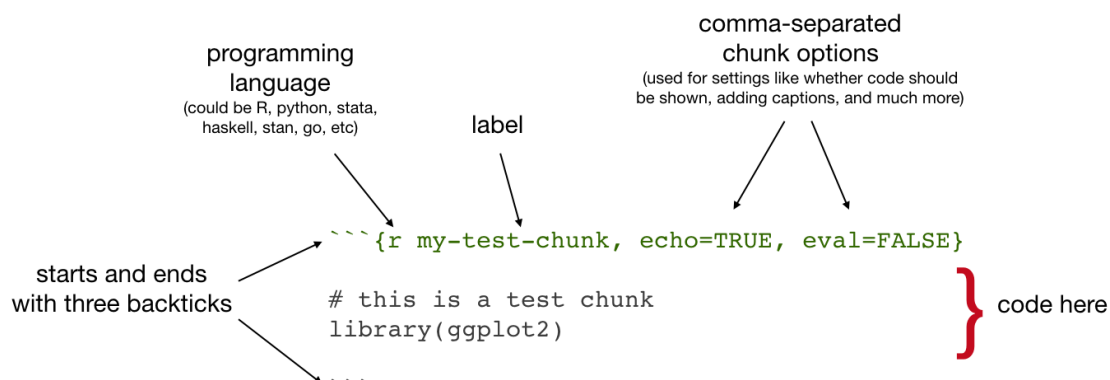 comma-separated
chunk options
(used for settings like whether code should
be shown, adding captions, and much more)
programming
language
(could be R, python, stata,
haskell, stan, go, etc)
label
```{r my-test-chunk, echo=TRUE, eval=FALSE}
starts and ends
with three backticks
# this is a test chunk
library(ggplot2)
} code here
```